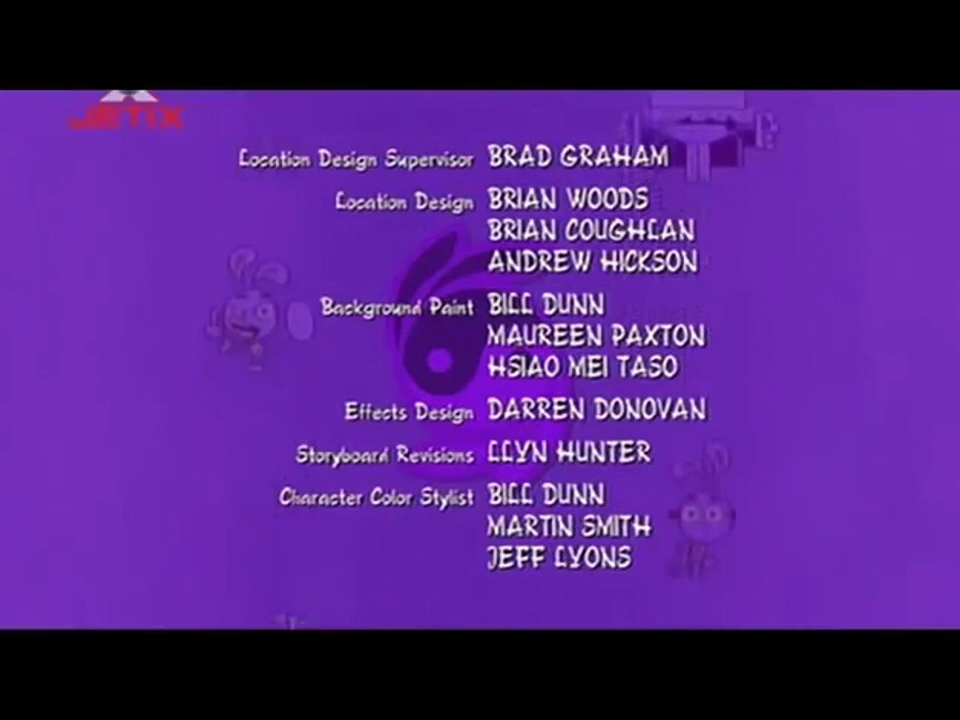 JETIX
Location Design Supervisor BRAD GRAHAM
Location Design BRIAN WOODS
BRIAN COUGHLAN
ANDREW HICKSON
Background Paint BILL DUNN
MAUREEN PAXTON
HSIAO MEI TASO
Effects Design DARREN DONOVAN
Storyboard Revisions LLYN HUNTER
Character Color Stylist BILL DUNN
MARTIN SMITH
JEFF LYONS